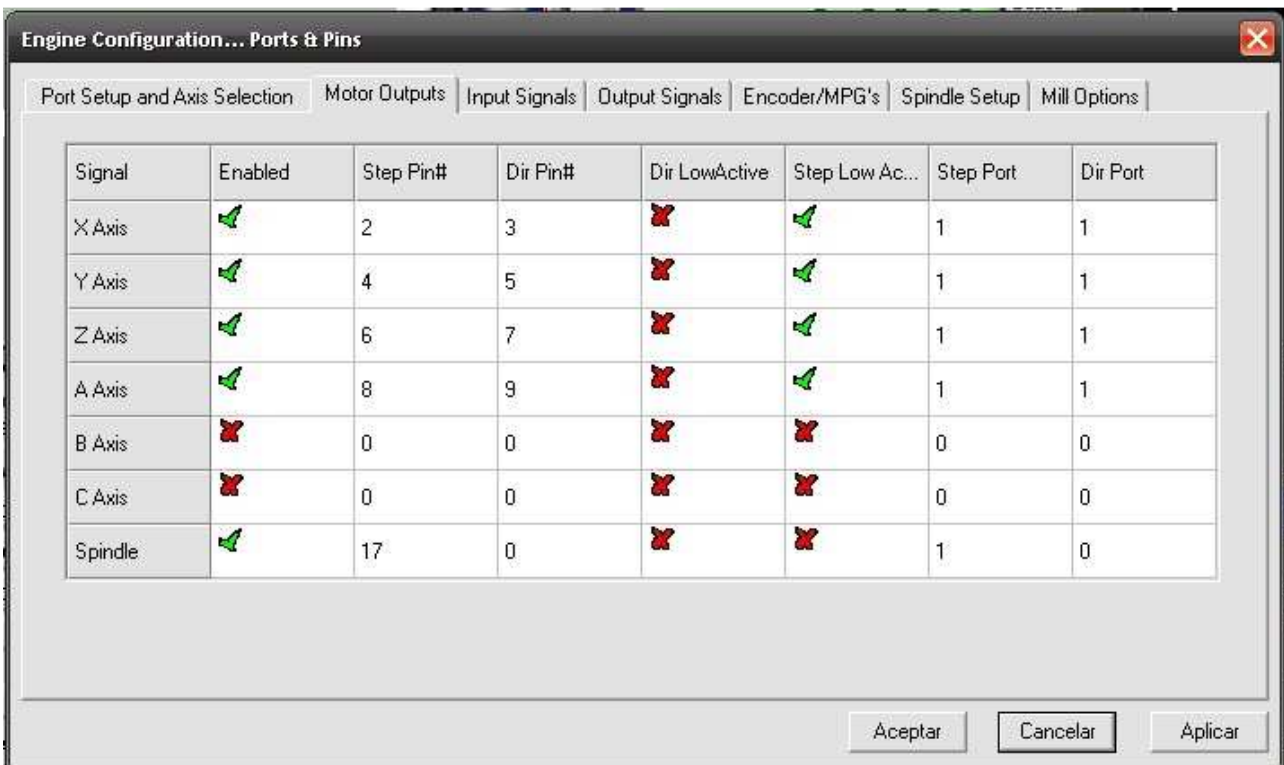 Engine Configuration... Ports & Pins
Port Setup and Axis Selection Motor Outputs Input Signals Output Signals Encoder/MPG's Spindle Setup Mill Options
Signal Enabled Step Pin# Dir Pin# Dir LowActive Step Low Ac... Step Port Dir Port
X Axis 2 3 1 1
Y Axis 4 5 1 1
Z Axis 6 7 1 1
A Axis 8 9 1 1
B Axis 0 0 0 0
C Axis 0 0 0 0
Spindle 17 0 1 0
Aceptar Cancelar Aplicar